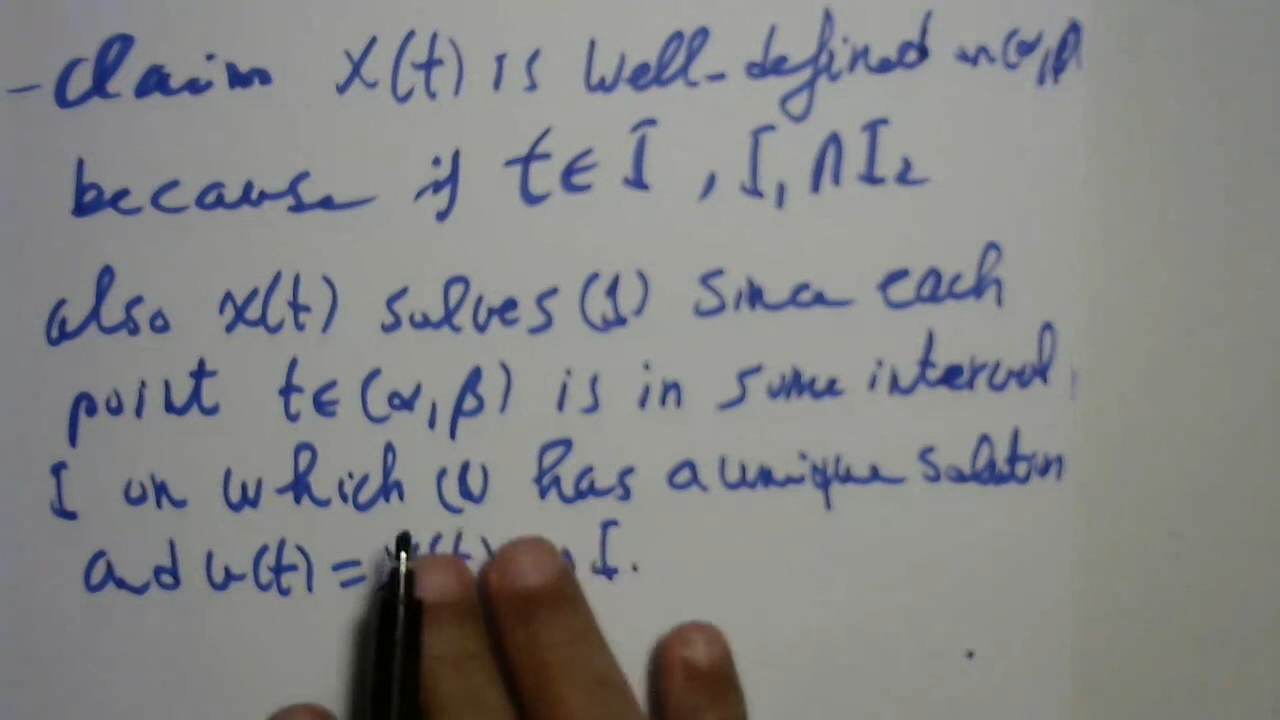 - Claim X(t) is well-defined on (α, β
because if t ∈ I , I₁ ∩ I₂
also x(t) solves (1) since each
point t ∈ (α, β) is in some interval
I on which (1) has a unique solution
and u(t) = I.